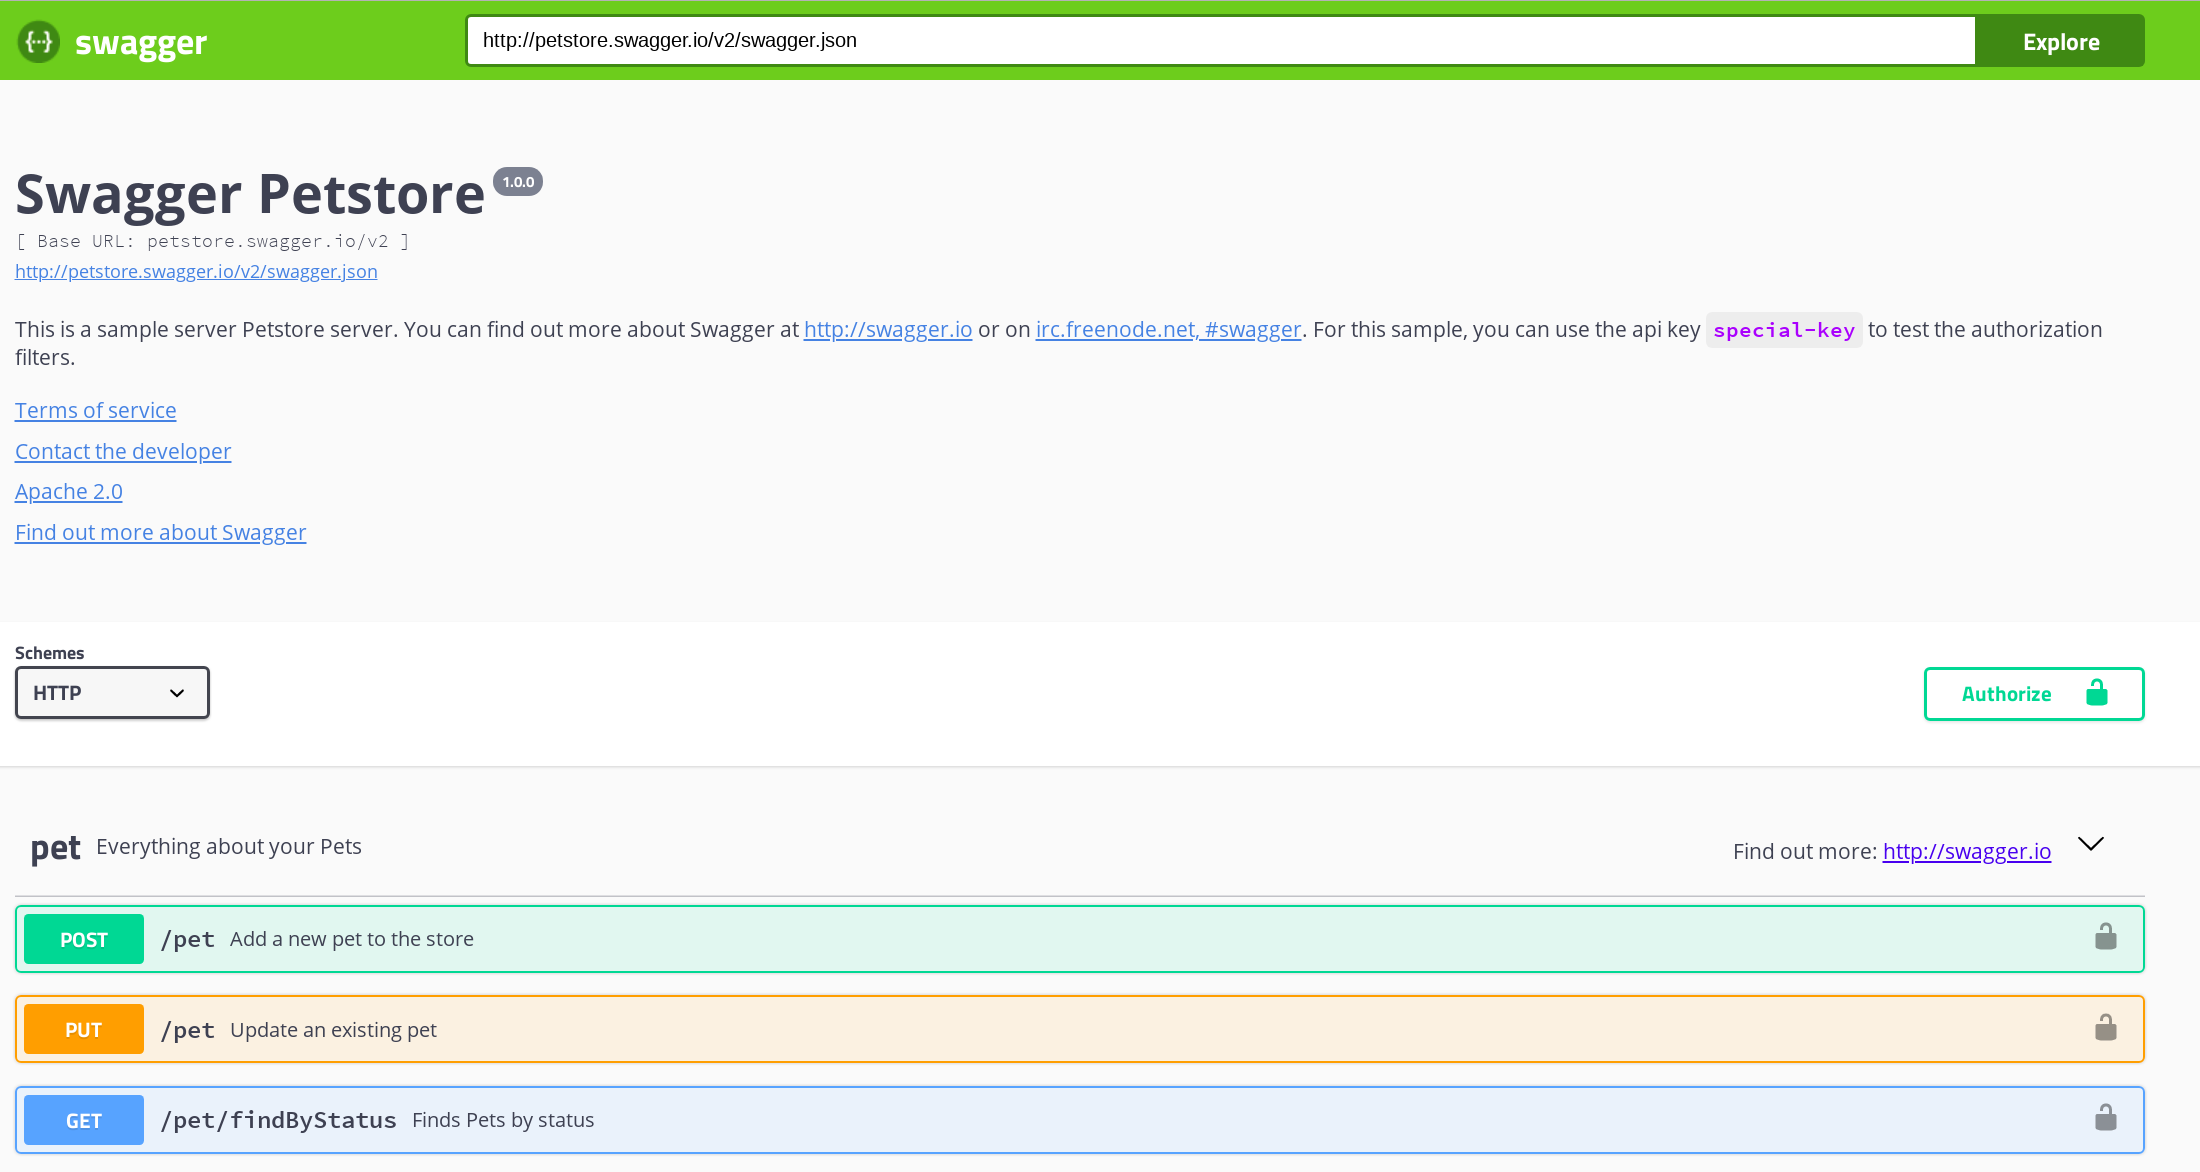 swagger
http://petstore.swagger.io/v2/swagger.json
Explore
Swagger Petstore 1.0.0
[ Base URL: petstore.swagger.io/v2 ]
http://petstore.swagger.io/v2/swagger.json
This is a sample server Petstore server. You can find out more about Swagger at http://swagger.io or on irc.freenode.net, #swagger. For this sample, you can use the api key special-key to test the authorization
filters.
Terms of service
Contact the developer
Apache 2.0
Find out more about Swagger
Schemes
HTTP
Authorize
pet Everything about your Pets
Find out more: http://swagger.io
POST /pet Add a new pet to the store
PUT /pet Update an existing pet
GET /pet/findByStatus Finds Pets by status